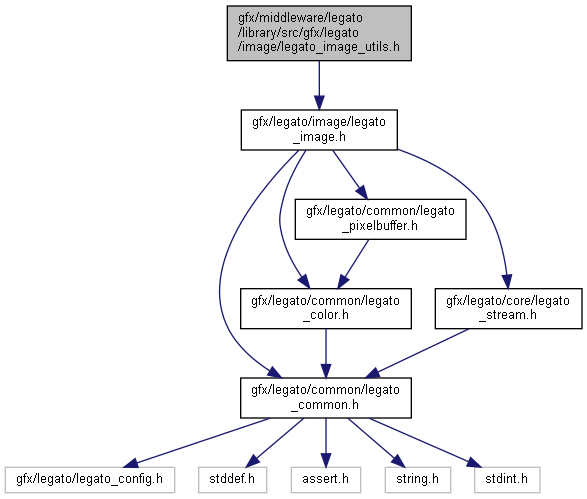 gfx/middleware/legato
/library/src/gfx/legato
/image/legato_image_utils.h
gfx/legato/image/legato
_image.h
gfx/legato/common/legato
_pixelbuffer.h
gfx/legato/common/legato
_color.h
gfx/legato/core/legato
_stream.h
gfx/legato/common/legato
_common.h
gfx/legato/legato_config.h
stddef.h
assert.h
string.h
stdint.h